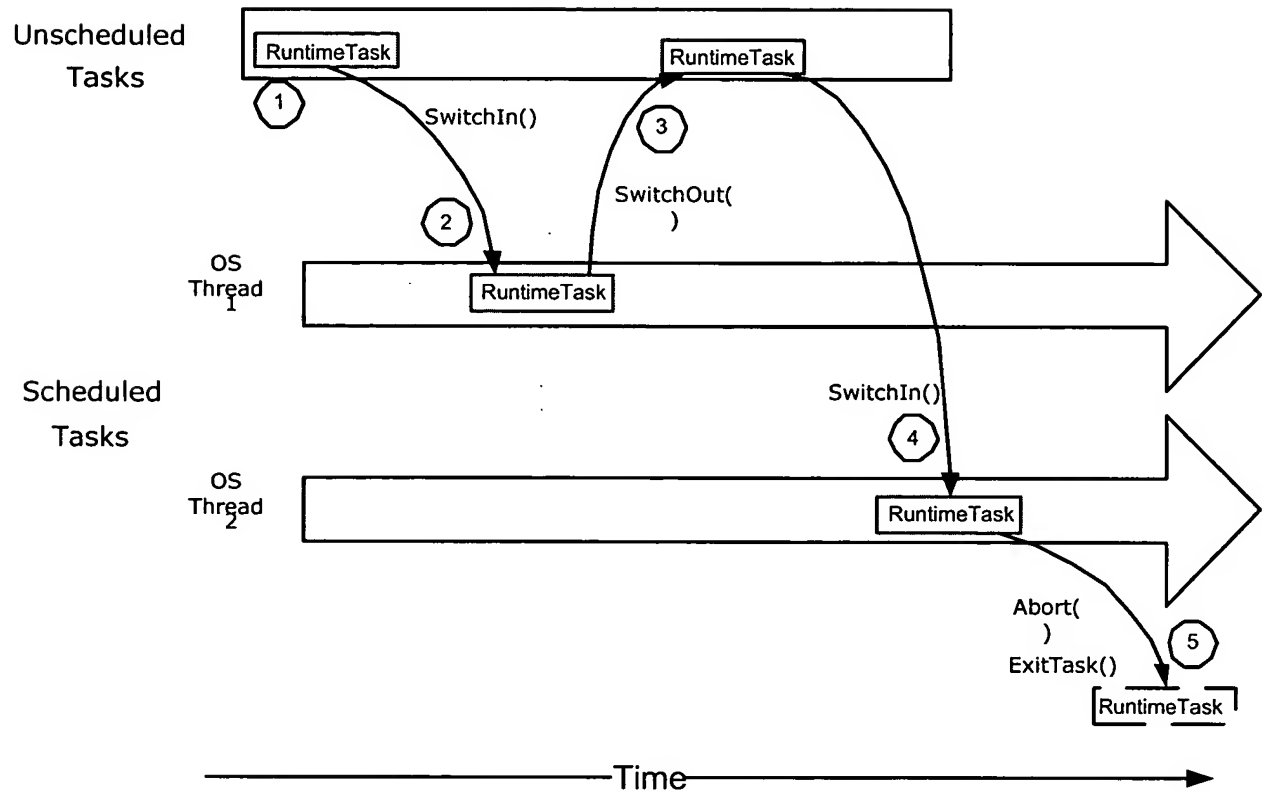 Unscheduled
Tasks
RuntimeTask
RuntimeTask
1
SwitchIn()
3
SwitchOut(
)
2
OS
Thread
1
RuntimeTask
Scheduled
Tasks
SwitchIn()
4
OS
Thread
2
RuntimeTask
Abort(
)
ExitTask()
5
RuntimeTask
Time